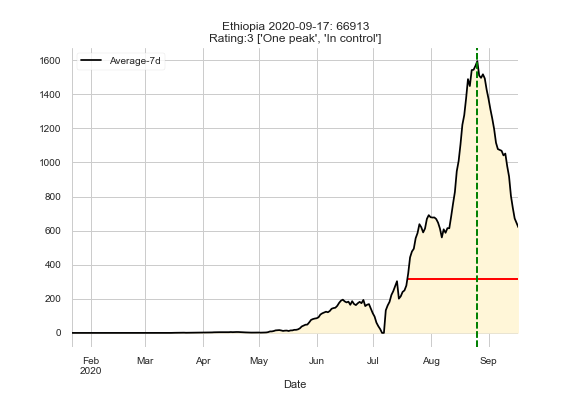 Ethiopia 2020-09-17: 66913
Rating:3 ['One peak', 'In control']
Average-7d
1600
1400
1200
1000
800
600
400
200
0
Feb Mar Apr May Jun Jul Aug Sep
2020
Date